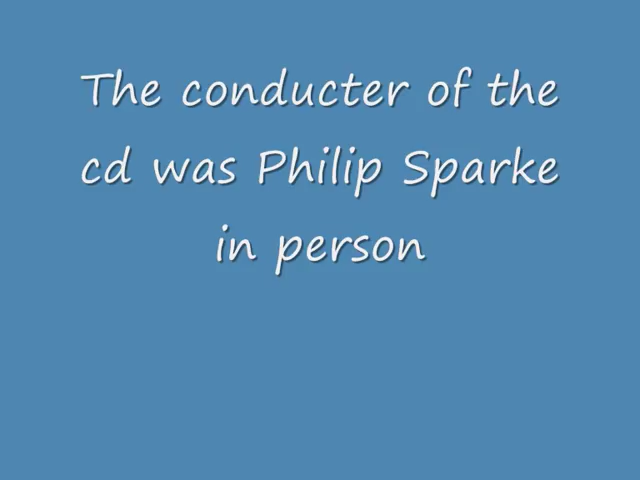 The conducter of the
cd was Philip Sparke
in person